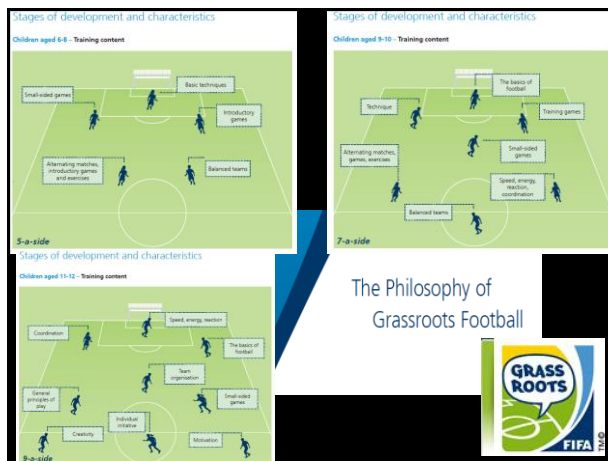 Stages of development and characteristics
Children aged 6-8 – Training content
Basic techniques
Small-sided games
Introductory
games
Alternating matches,
introductory games
and exercises
Balanced teams
5-a-side
Stages of development and characteristics
Children aged 9-10 – Training content
The basics of
football
Technique
Training games
Small-sided
games
Alternating matches,
games, exercises
Speed, energy,
reaction,
coordination
Balanced teams
7-a-side
Stages of development and characteristics
Children aged 11-12 – Training content
Speed, energy, reaction
Coordination
The basics of
football
Team
organisation
General
principles of
play
Small-sided
games
Individual
initiative
Creativity
Motivation
9-a-side
The Philosophy of
Grassroots Football
GRASS
ROOTS
FIFA
TM©